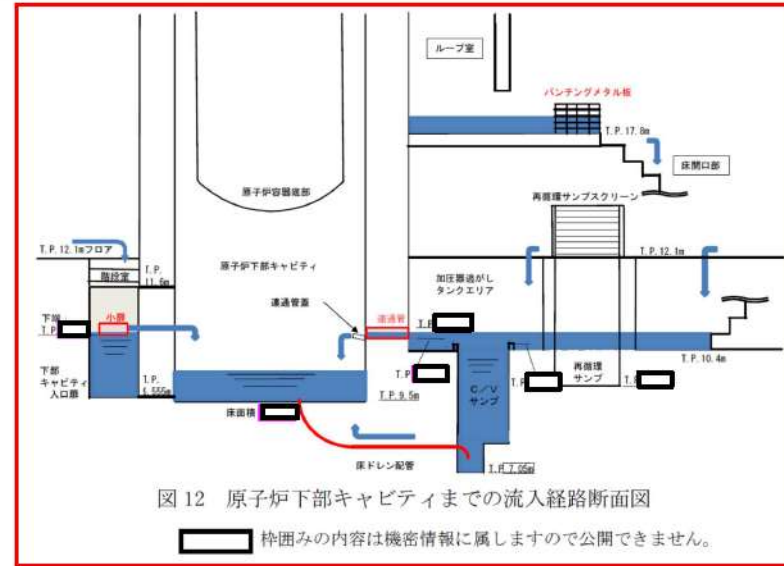 ループ室
パンチングメタル板
T.P.17.8m
床開口部
原子炉容器底部
再循環サンプスクリーン
T.P.12.1mフロア
T.P.12.1m
階段室
T.P.
原子炉下部キャビティ
加圧器逃がし
タンクエリア
連通管蓋
連通管
下端
T.P
小扉
T.P
T.P.10.4m
下部
キャビティ
入口扉
T.P.
T.P
C/V
サンプ
T.P
再循環
サンプ
T.P
T.P.9.5m
床面積
床ドレン配管
T.P 7.05m
図12 原子炉下部キャビティまでの流入経路断面図
枠囲みの内容は機密情報に属しますので公開できません。